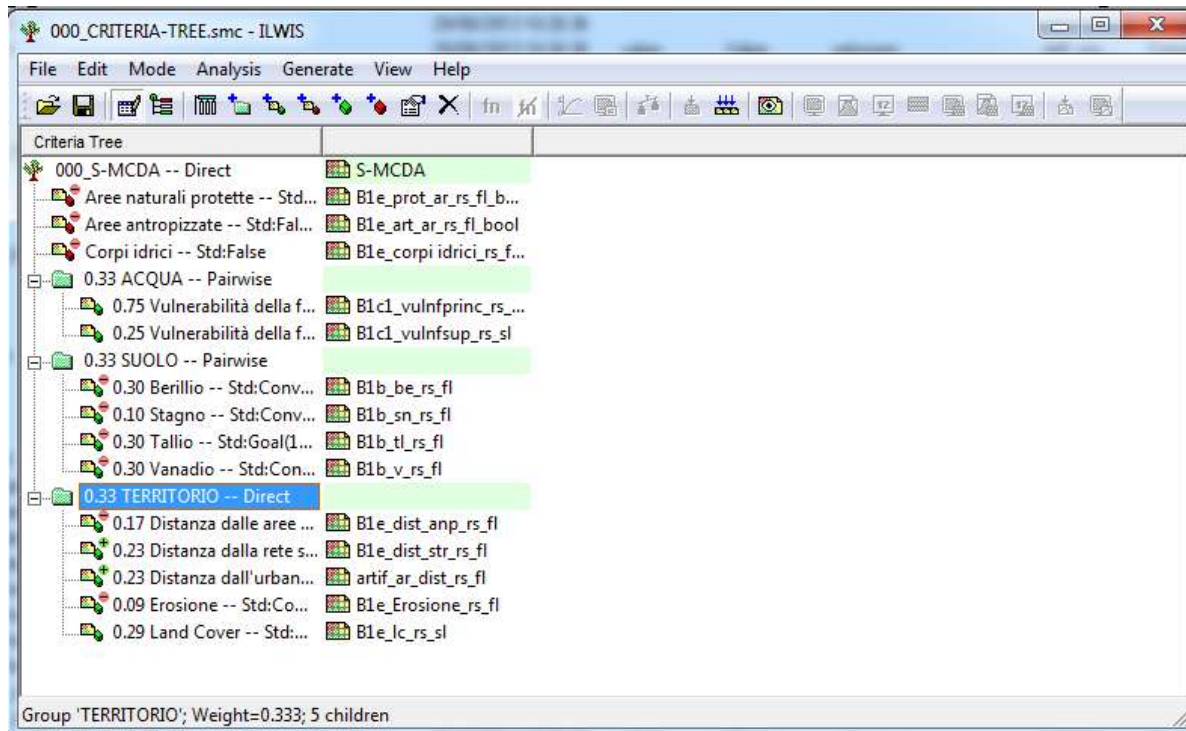 000_CRITERIA-TREE.smc - ILWIS
File Edit Mode Analysis Generate View Help
fn
Criteria Tree
000_S-MCDA -- Direct S-MCDA
Aree naturali protette -- Std... B1e_prot_ar_rs_fl_b...
Aree antropizzate -- Std:Fal... B1e_art_ar_rs_fl_bool
Corpi idrici -- Std:False B1e_corpi idrici_rs_f...
0.33 ACQUA -- Pairwise
0.75 Vulnerabilità della f... B1c1_vulnfprinc_rs_...
0.25 Vulnerabilità della f... B1c1_vulnfsup_rs_sl
0.33 SUOLO -- Pairwise
0.30 Berillio -- Std:Conv... B1b_be_rs_fl
0.10 Stagno -- Std:Conv... B1b_sn_rs_fl
0.30 Tallio -- Std:Goal(1... B1b_tl_rs_fl
0.30 Vanadio -- Std:Con... B1b_v_rs_fl
0.33 TERRITORIO -- Direct
0.17 Distanza dalle aree ... B1e_dist_anp_rs_fl
0.23 Distanza dalla rete s... B1e_dist_str_rs_fl
0.23 Distanza dall'urban... artif_ar_dist_rs_fl
0.09 Erosione -- Std:Co... B1e_Erosione_rs_fl
0.29 Land Cover -- Std:... B1e_lc_rs_sl
Group 'TERRITORIO'; Weight=0.333; 5 children